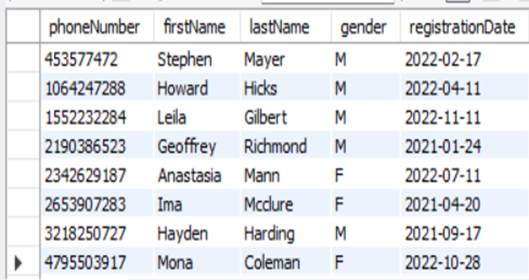 phoneNumber firstName lastName gender registrationDate
453577472 Stephen Mayer M 2022-02-17
1064247288 Howard Hicks M 2022-04-11
1552232284 Leila Gilbert M 2022-11-11
2190386523 Geoffrey Richmond M 2021-01-24
2342629187 Anastasia Mann F 2022-07-11
2653907283 Ima Mcclure F 2021-04-20
3218250727 Hayden Harding M 2021-09-17
4795503917 Mona Coleman F 2022-10-28